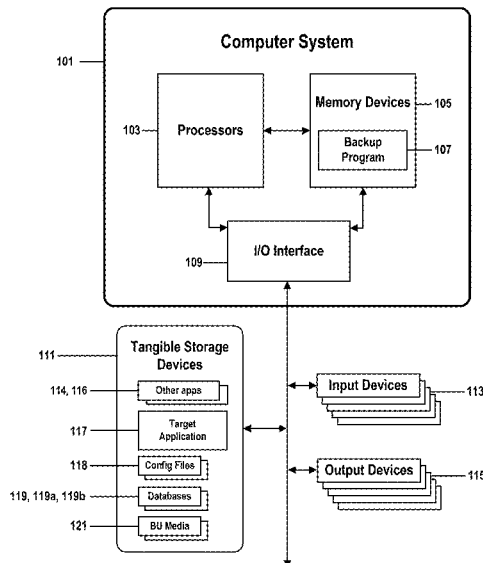 Computer System
101
Memory Devices
105
103
Processors
Backup
Program
107
I/O Interface
109
Tangible Storage
Devices
111
114, 116
Other apps
Input Devices
113
117
Target
Application
118
Config Files
Output Devices
115
119, 119a, 119b
Databases
121
BU Media